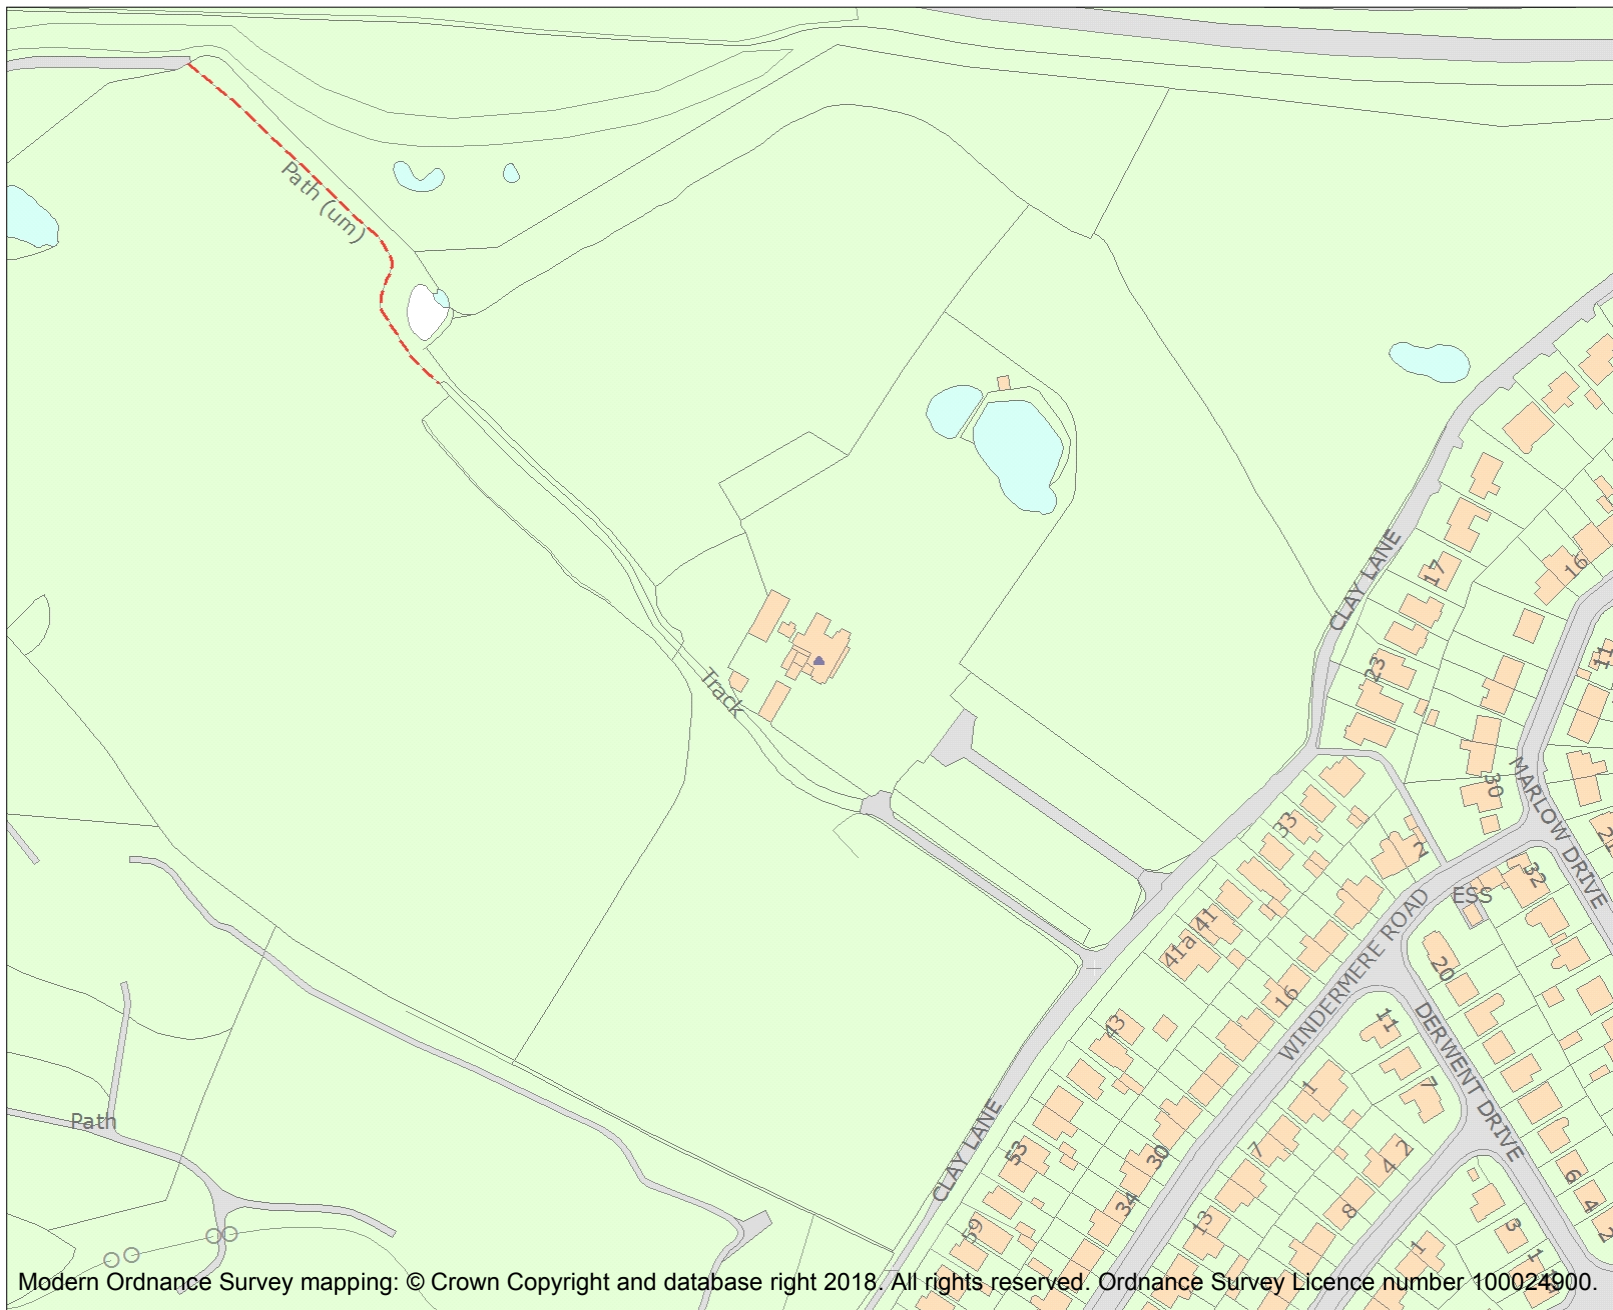 Path (um)
CLAY LANE
17
16
11
23
Track
30
MARLOW DRIVE
33
2
32
ESS
41
41a
20
WINDERMERE ROAD
16
43
11
DERWENT DRIVE
1
7
Path
CLAY LANE
53
30
7
2
4
6
34
8
4
59
13
3
1
1
Modern Ordnance Survey mapping: © Crown Copyright and database right 2018. All rights reserved. Ordnance Survey Licence number 100024900.